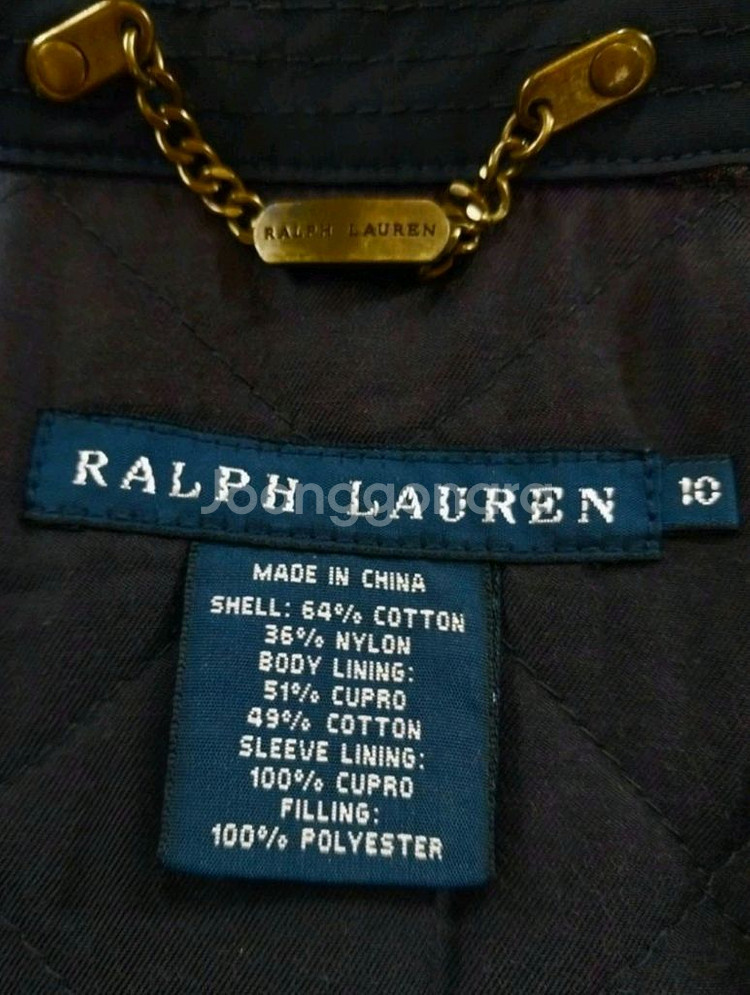 RALPH LAUREN
RALPH LAUREN 10
Joonggonara
MADE IN CHINA
SHELL: 64% COTTON
36% NYLON
BODY LINING:
51% CUPRO
49% COTTON
SLEEVE LINING:
100% CUPRO
FILLING:
100% POLYESTER